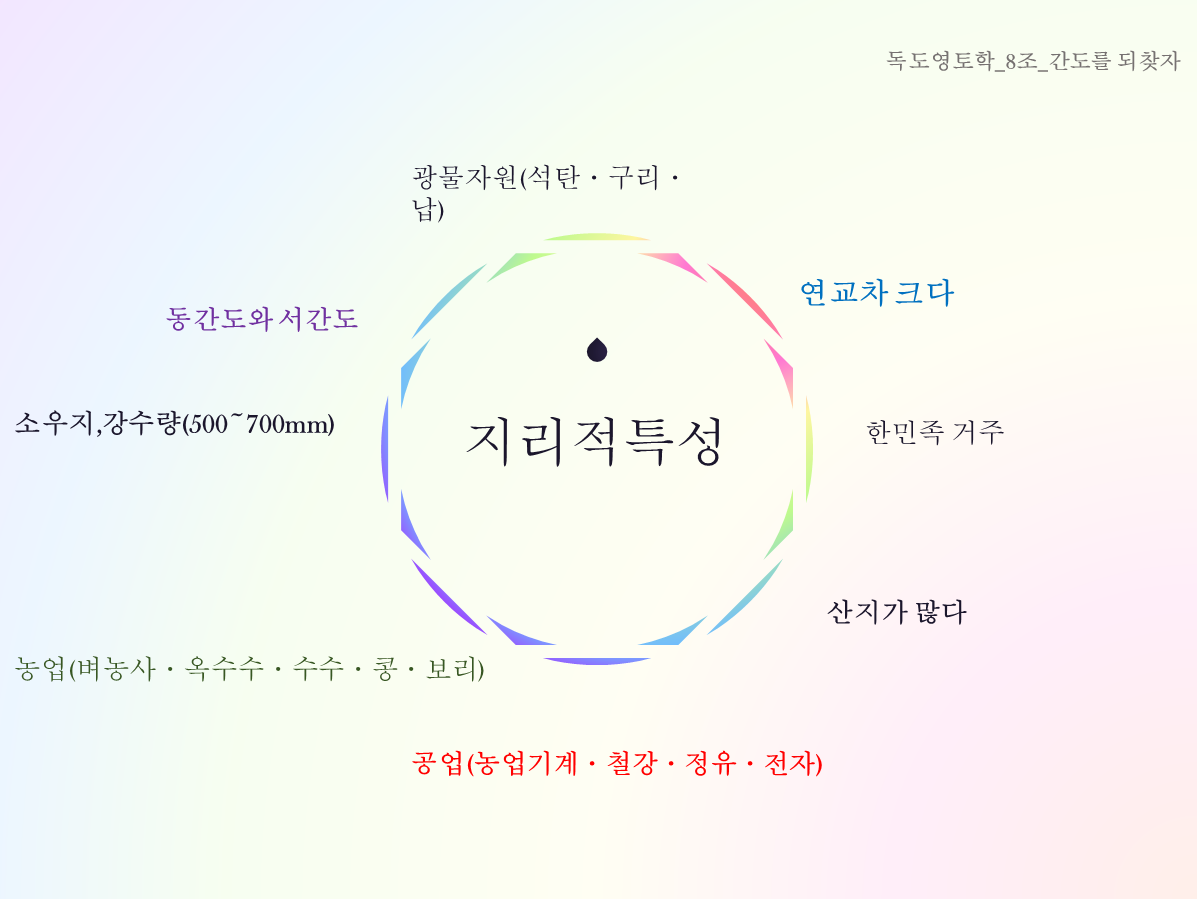 독도영토학_8조_간도를 되찾자
광물자원(석탄・구리・
납)
연교차 크다
동간도와 서간도
소우지,강수량(500~700mm)
한민족 거주
지리적특성
산지가 많다
농업(벼농사・옥수수・수수・콩・보리)
공업(농업기계・철강・정유・전자)